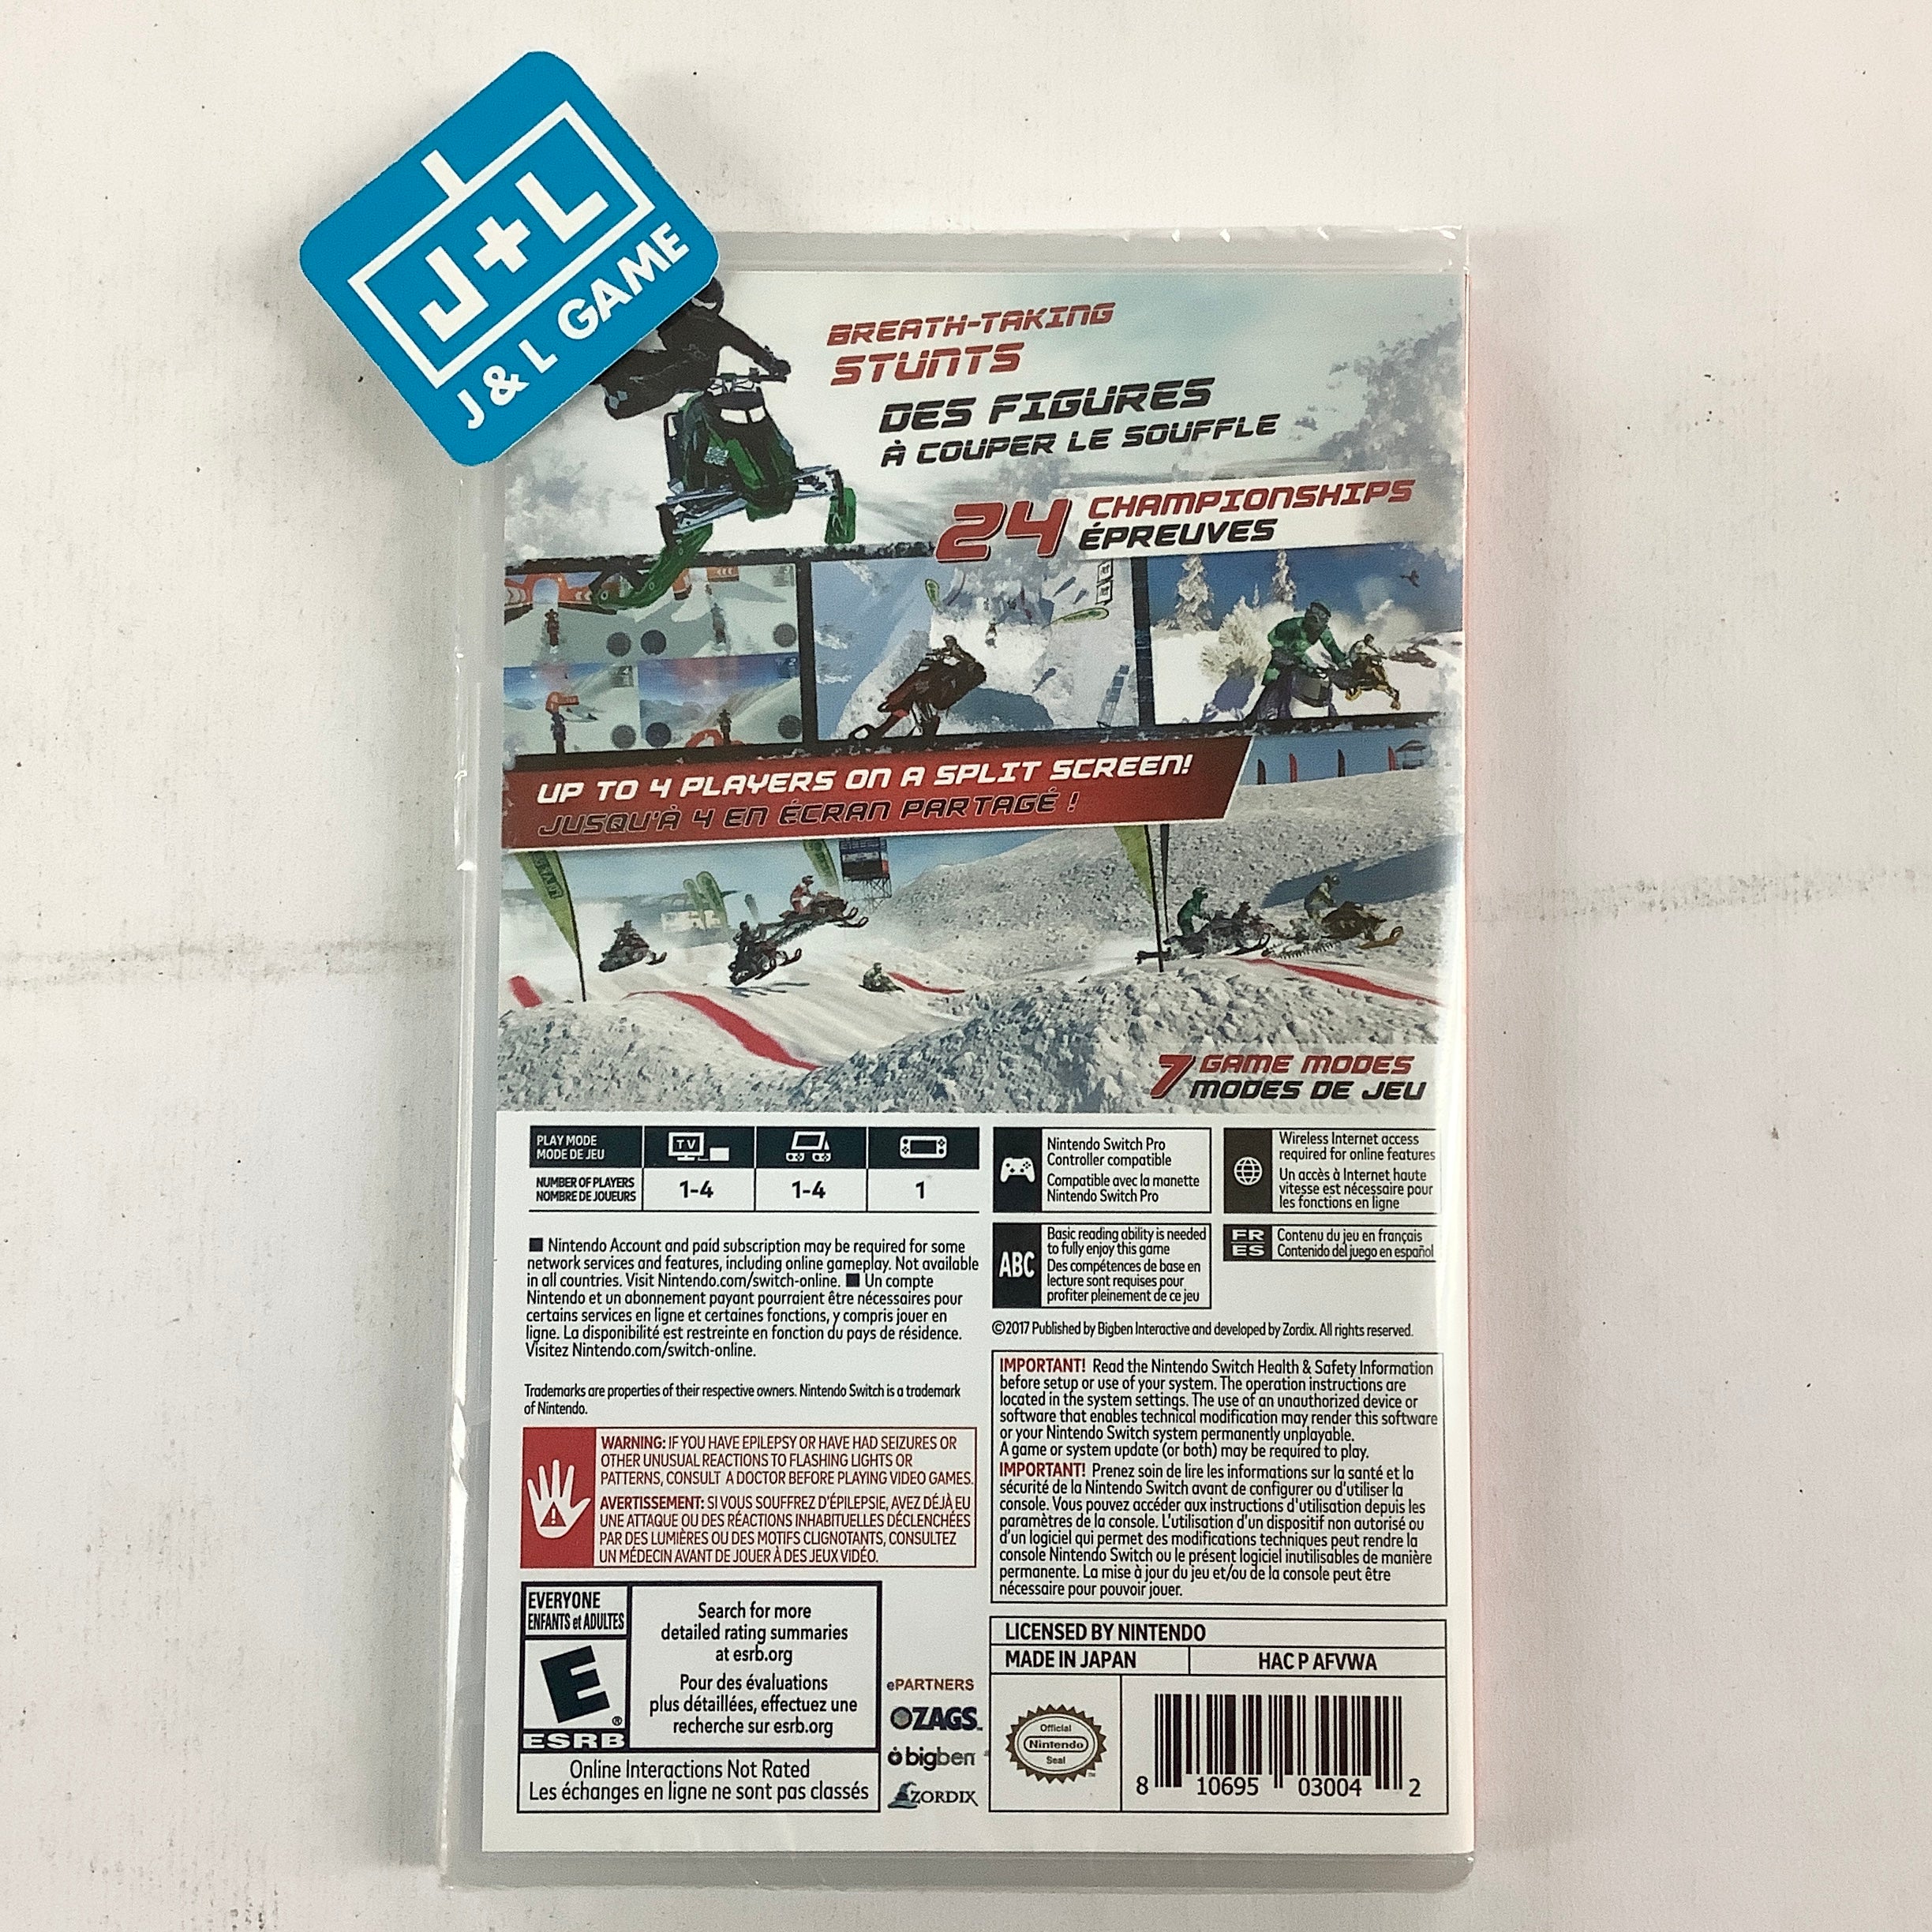 J+L
J & L GAME
BREATH-TAKING
STUNTS
DES FIGURES
À COUPER LE SOUFFLE
24 CHAMPIONSHIPS
ÉPREUVES
UP TO 4 PLAYERS ON A SPLIT SCREEN!
JUSQU'À 4 EN ÉCRAN PARTAGÉ !
7 GAME MODES
MODES DE JEU
PLAY MODE
MODE DE JEU
TV
NUMBER OF PLAYERS
NOMBRE DE JOUEURS
1-4
1-4
1
Nintendo Switch Pro
Controller compatible
Compatible avec la manette
Nintendo Switch Pro
Wireless Internet access
required for online features
Un accès à Internet haute
vitesse est nécessaire pour
les fonctions en ligne
ABC
Basic reading ability is needed
to fully enjoy this game
Des compétences de base en
lecture sont requises pour
profiter pleinement de ce jeu
FR
ES
Contenu du jeu en français
Contenido del juego en español
■ Nintendo Account and paid subscription may be required for some
network services and features, including online gameplay. Not available
in all countries. Visit Nintendo.com/switch-online. ■ Un compte
Nintendo et un abonnement payant pourraient être nécessaires pour
certains services en ligne et certaines fonctions, y compris jouer en
ligne. La disponibilité est restreinte en fonction du pays de résidence.
Visitez Nintendo.com/switch-online.
Trademarks are properties of their respective owners. Nintendo Switch is a trademark
of Nintendo.
©2017 Published by Bigben Interactive and developed by Zordix. All rights reserved.
WARNING: IF YOU HAVE EPILEPSY OR HAVE HAD SEIZURES OR
OTHER UNUSUAL REACTIONS TO FLASHING LIGHTS OR
PATTERNS, CONSULT A DOCTOR BEFORE PLAYING VIDEO GAMES.
AVERTISSEMENT: SI VOUS SOUFFREZ D'ÉPILEPSIE, AVEZ DÉJÀ EU
UNE ATTAQUE OU DES RÉACTIONS INHABITUELLES DÉCLENCHÉES
PAR DES LUMIÈRES OU DES MOTIFS CLIGNOTANTS, CONSULTEZ
UN MÉDECIN AVANT DE JOUER À DES JEUX VIDÉO.
IMPORTANT! Read the Nintendo Switch Health & Safety Information
before setup or use of your system. The operation instructions are
located in the system settings. The use of an unauthorized device or
software that enables technical modification may render this software
or your Nintendo Switch system permanently unplayable.
A game or system update (or both) may be required to play.
IMPORTANT! Prenez soin de lire les informations sur la santé et la
sécurité de la Nintendo Switch avant de configurer ou d'utiliser la
console. Vous pouvez accéder aux instructions d'utilisation depuis les
paramètres de la console. L'utilisation d'un dispositif non autorisé ou
d'un logiciel qui permet des modifications techniques peut rendre la
console Nintendo Switch ou le présent logiciel inutilisables de manière
permanente. La mise à jour du jeu et/ou de la console peut être
nécessaire pour pouvoir jouer.
EVERYONE
ENFANTS et ADULTES
E
®
ESRB
Search for more
detailed rating summaries
at esrb.org
Pour des évaluations
plus détaillées, effectuez une
recherche sur esrb.org
Online Interactions Not Rated
Les échanges en ligne ne sont pas classés
ePARTNERS
OZAGS
bigben
ZORDIX
LICENSED BY NINTENDO
MADE IN JAPAN
HAC P AFVWA
Official
Nintendo
Seal
8 10695 03004 2